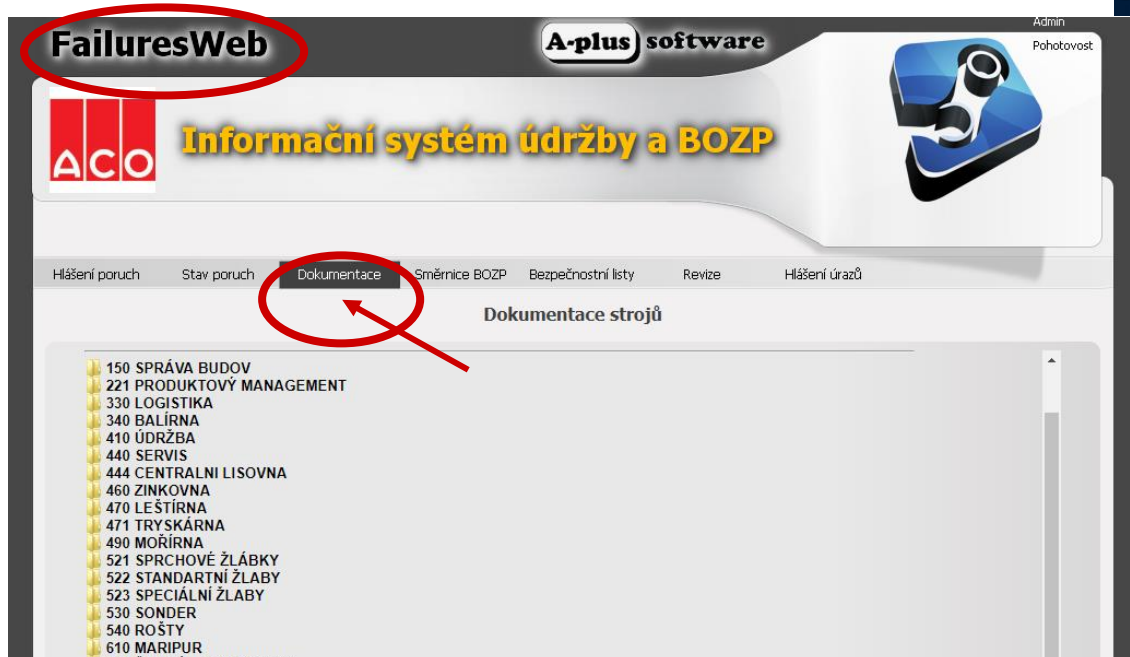 FailuresWeb
A-plus software
Admin
Pohotovost
ACO
Informační systém údržby a BOZP
Hlášení poruch Stav poruch Dokumentace Směrnice BOZP Bezpečnostní listy Revize Hlášení úrazů
Dokumentace strojů
150 SPRÁVA BUDOV
221 PRODUKTOVÝ MANAGEMENT
330 LOGISTIKA
340 BALÍRNA
410 ÚDRŽBA
440 SERVIS
444 CENTRALNI LISOVNA
460 ZINKOVNA
470 LEŠTÍRNA
471 TRYSKÁRNA
490 MOŘÍRNA
521 SPRCHOVÉ ŽLÁBKY
522 STANDARTNÍ ŽLABY
523 SPECIÁLNÍ ŽLABY
530 SONDER
540 ROŠTY
610 MARIPUR